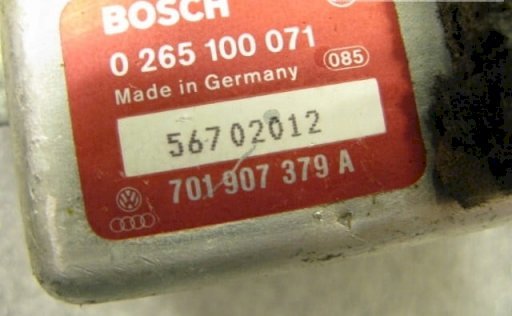 BOSCH
0 265 100 071
Made in Germany 085
56702012
701 907 379 A